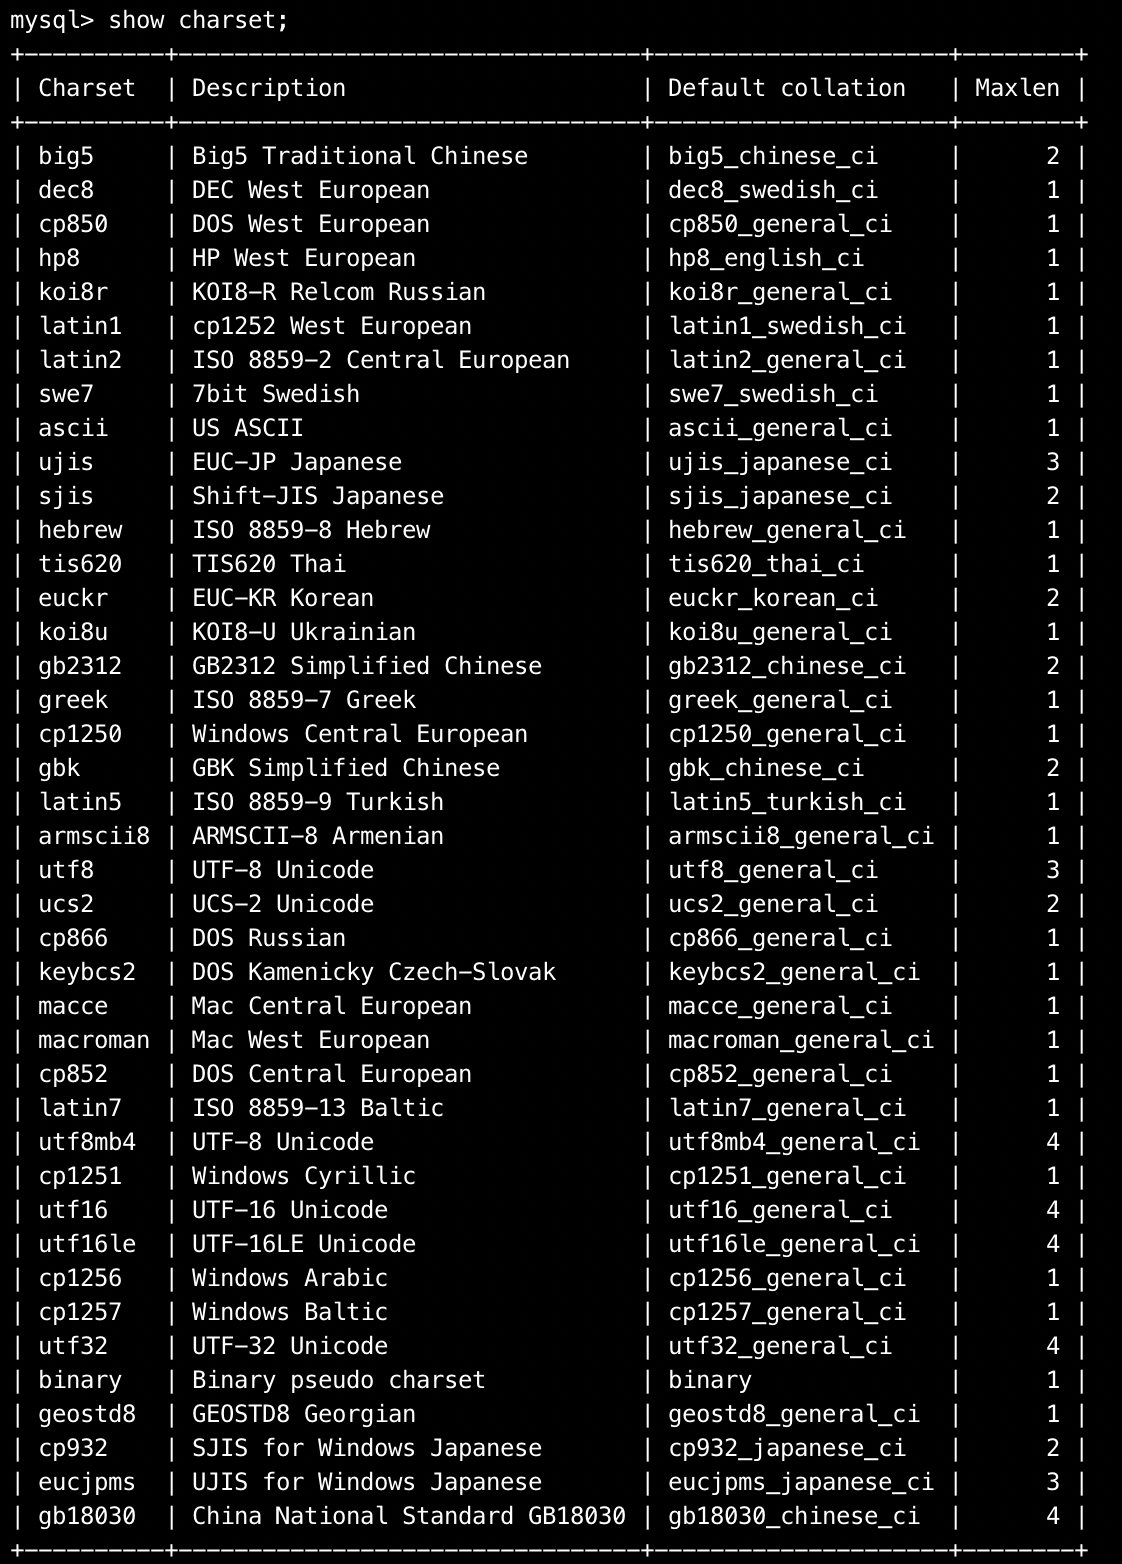 mysql> show charset;
+----------+---------------------------------+---------------------+--------+
| Charset  | Description                     | Default collation   | Maxlen |
+----------+---------------------------------+---------------------+--------+
| big5     | Big5 Traditional Chinese        | big5_chinese_ci     |      2 |
| dec8     | DEC West European               | dec8_swedish_ci     |      1 |
| cp850    | DOS West European               | cp850_general_ci    |      1 |
| hp8      | HP West European                | hp8_english_ci      |      1 |
| koi8r    | KOI8-R Relcom Russian           | koi8r_general_ci    |      1 |
| latin1   | cp1252 West European            | latin1_swedish_ci   |      1 |
| latin2   | ISO 8859-2 Central European     | latin2_general_ci   |      1 |
| swe7     | 7bit Swedish                    | swe7_swedish_ci     |      1 |
| ascii    | US ASCII                        | ascii_general_ci    |      1 |
| ujis     | EUC-JP Japanese                 | ujis_japanese_ci    |      3 |
| sjis     | Shift-JIS Japanese              | sjis_japanese_ci    |      2 |
| hebrew   | ISO 8859-8 Hebrew               | hebrew_general_ci   |      1 |
| tis620   | TIS620 Thai                     | tis620_thai_ci      |      1 |
| euckr    | EUC-KR Korean                   | euckr_korean_ci     |      2 |
| koi8u    | KOI8-U Ukrainian                | koi8u_general_ci    |      1 |
| gb2312   | GB2312 Simplified Chinese       | gb2312_chinese_ci   |      2 |
| greek    | ISO 8859-7 Greek                | greek_general_ci    |      1 |
| cp1250   | Windows Central European        | cp1250_general_ci   |      1 |
| gbk      | GBK Simplified Chinese          | gbk_chinese_ci      |      2 |
| latin5   | ISO 8859-9 Turkish              | latin5_turkish_ci   |      1 |
| armscii8 | ARMSCII-8 Armenian              | armscii8_general_ci |      1 |
| utf8     | UTF-8 Unicode                   | utf8_general_ci     |      3 |
| ucs2     | UCS-2 Unicode                   | ucs2_general_ci     |      2 |
| cp866    | DOS Russian                     | cp866_general_ci    |      1 |
| keybcs2  | DOS Kamenicky Czech-Slovak      | keybcs2_general_ci  |      1 |
| macce    | Mac Central European            | macce_general_ci    |      1 |
| macroman | Mac West European               | macroman_general_ci |      1 |
| cp852    | DOS Central European            | cp852_general_ci    |      1 |
| latin7   | ISO 8859-13 Baltic              | latin7_general_ci   |      1 |
| utf8mb4  | UTF-8 Unicode                   | utf8mb4_general_ci  |      4 |
| cp1251   | Windows Cyrillic                | cp1251_general_ci   |      1 |
| utf16    | UTF-16 Unicode                  | utf16_general_ci    |      4 |
| utf16le  | UTF-16LE Unicode                | utf16le_general_ci  |      4 |
| cp1256   | Windows Arabic                  | cp1256_general_ci   |      1 |
| cp1257   | Windows Baltic                  | cp1257_general_ci   |      1 |
| utf32    | UTF-32 Unicode                  | utf32_general_ci    |      4 |
| binary   | Binary pseudo charset           | binary              |      1 |
| geostd8  | GEOSTD8 Georgian                | geostd8_general_ci  |      1 |
| cp932    | SJIS for Windows Japanese       | cp932_japanese_ci   |      2 |
| eucjpms  | UJIS for Windows Japanese       | eucjpms_japanese_ci |      3 |
| gb18030  | China National Standard GB18030 | gb18030_chinese_ci  |      4 |
+----------+---------------------------------+---------------------+--------+